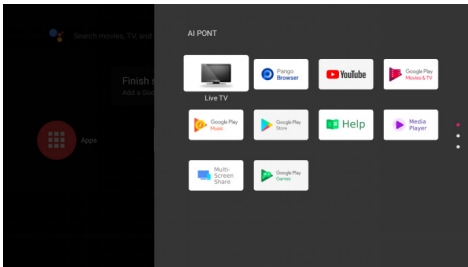 Search movies, TV, and
AI PONT
Finish s
Add a Goo
Apps
Live TV
Pango
Browser
YouTube
Google Play
Movies & TV
Google Play
Music
Google Play
Store
Help
Media
Player
Multi-
Screen
Share
Google Play
Games